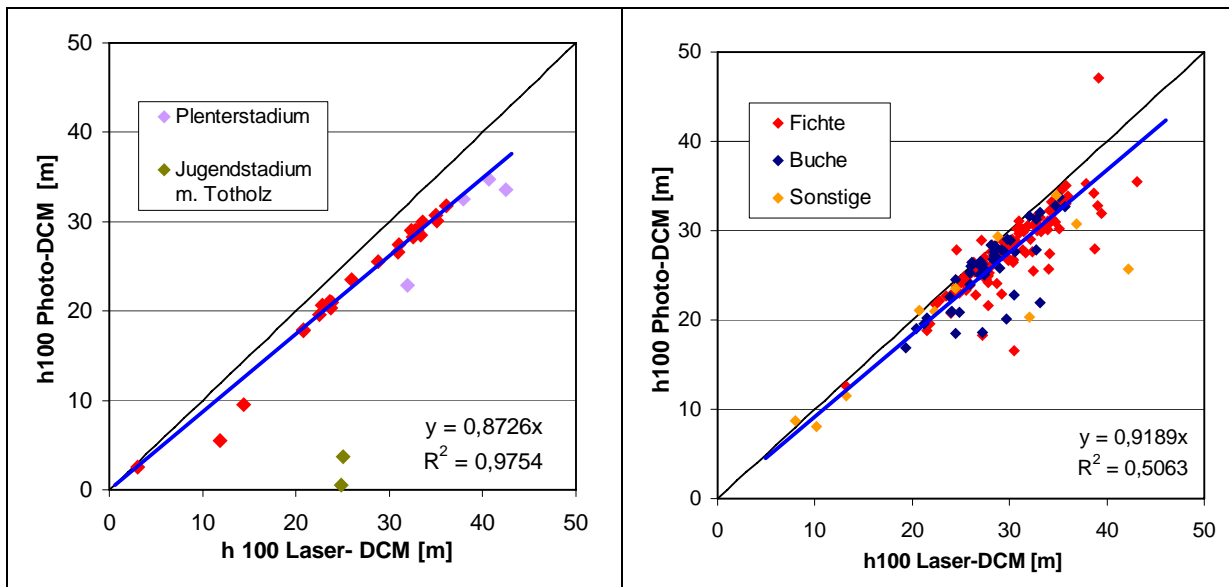 50
40
30
20
10
0
h100 Photo-DCM [m]
Plenterstadium
Jugendstadium
m. Totholz
y = 0,8726x
R² = 0,9754
0 10 20 30 40 50
h 100 Laser- DCM [m]
50
40
30
20
10
0
h100 Photo-DCM [m]
Fichte
Buche
Sonstige
y = 0,9189x
R² = 0,5063
0 10 20 30 40 50
h100 Laser-DCM [m]